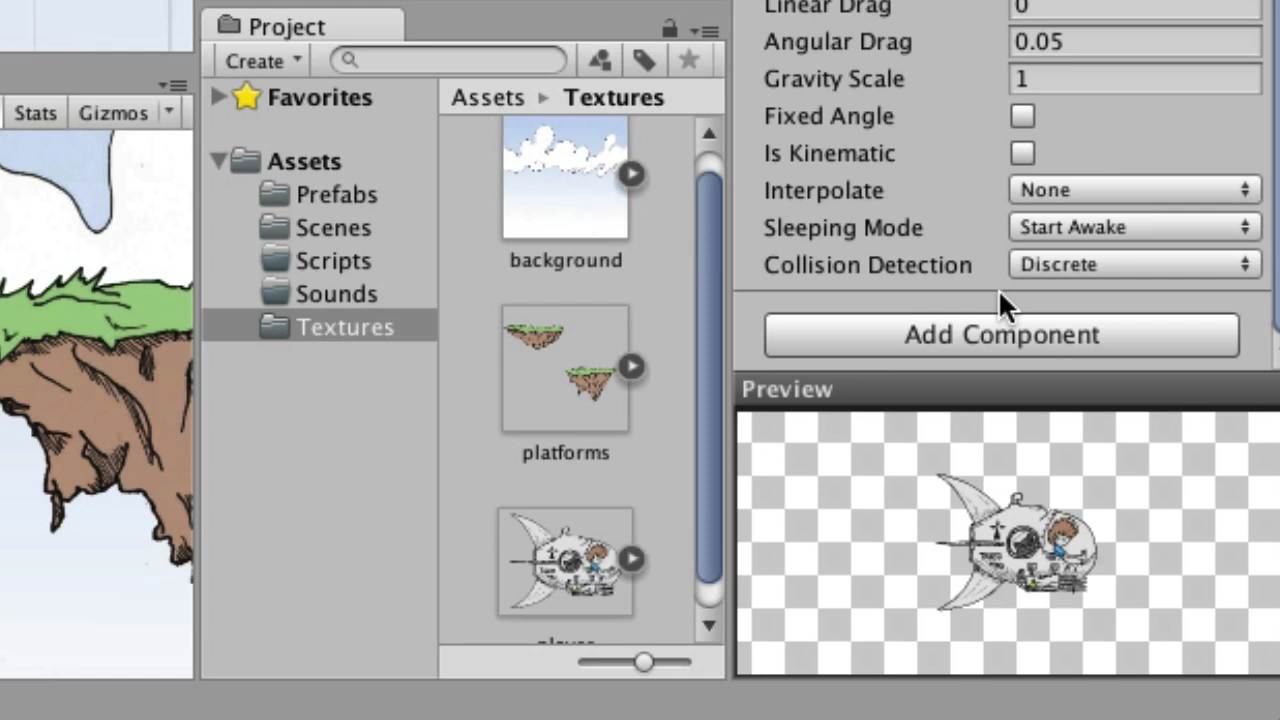 Project
Create
Favorites
Assets
Prefabs
Scenes
Scripts
Sounds
Textures
Assets ▸ Textures
background
platforms
player
Stats Gizmos
Linear Drag 0
Angular Drag 0.05
Gravity Scale 1
Fixed Angle
Is Kinematic
Interpolate None
Sleeping Mode Start Awake
Collision Detection Discrete
Add Component
Preview